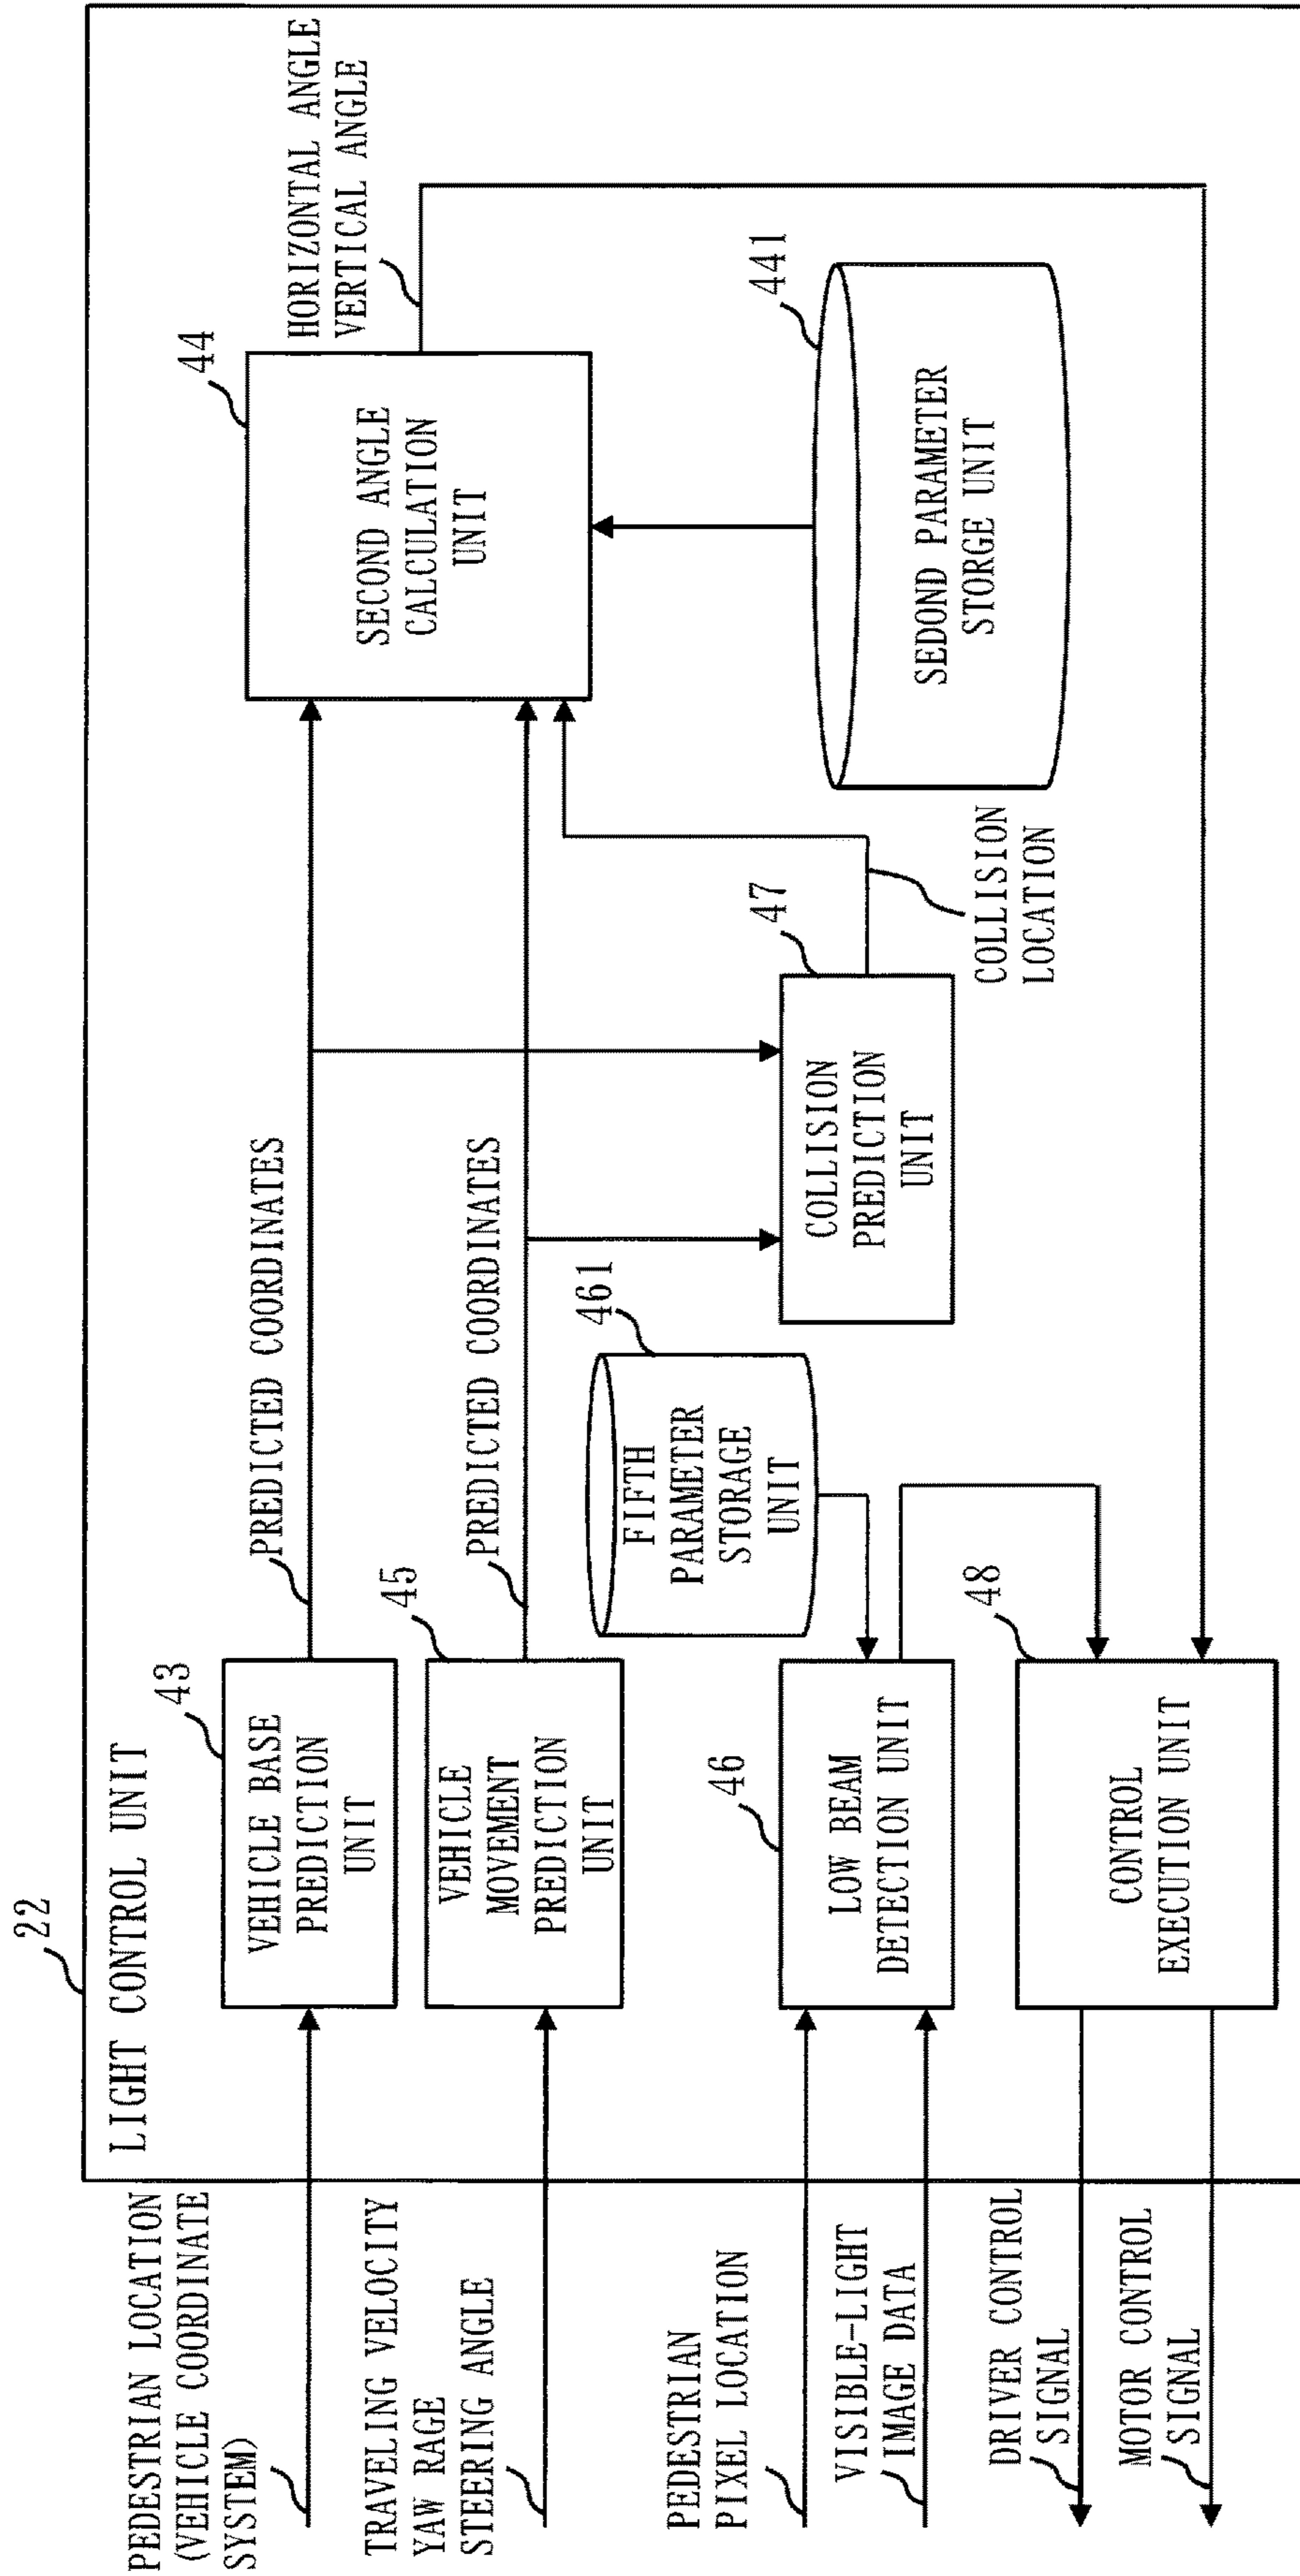 22
LIGHT CONTROL UNIT
PEDESTRIAN LOCATION
(VEHICLE COORDINATE
SYSTEM)
43
VEHICLE BASE
PREDICTION
UNIT
PREDICTED COORDINATES
44
SECOND ANGLE
CALCULATION
UNIT
HORIZONTAL ANGLE
VERTICAL ANGLE
TRAVELING VELOCITY
YAW RAGE
STEERING ANGLE
45
VEHICLE
MOVEMENT
PREDICTION
UNIT
PREDICTED COORDINATES
461
FIFTH
PARAMETER
STORAGE
UNIT
47
COLLISION
PREDICTION
UNIT
COLLISION
LOCATION
441
SEDOND PARAMETER
STORGE UNIT
PEDESTRIAN
PIXEL LOCATION
VISIBLE-LIGHT
IMAGE DATA
46
LOW BEAM
DETECTION UNIT
48
CONTROL
EXECUTION UNIT
DRIVER CONTROL
SIGNAL
MOTOR CONTROL
SIGNAL